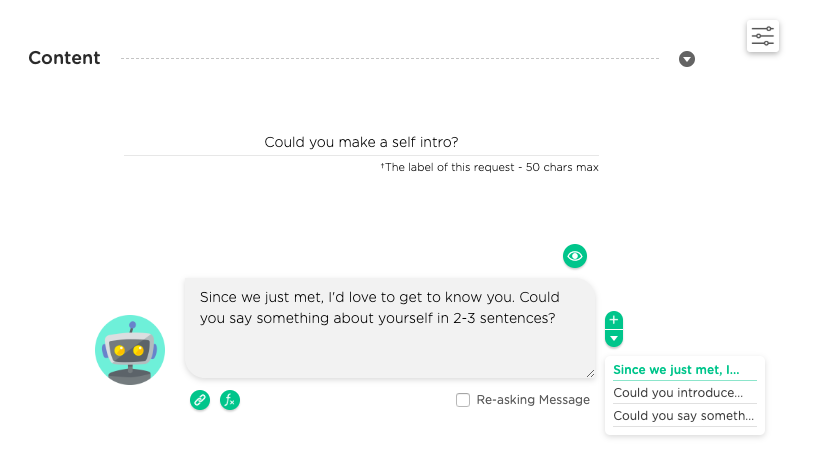 Content
Could you make a self intro?
†The label of this request - 50 chars max
Since we just met, I'd love to get to know you. Could
you say something about yourself in 2-3 sentences?
Re-asking Message
Since we just met, I...
Could you introduce...
Could you say someth...